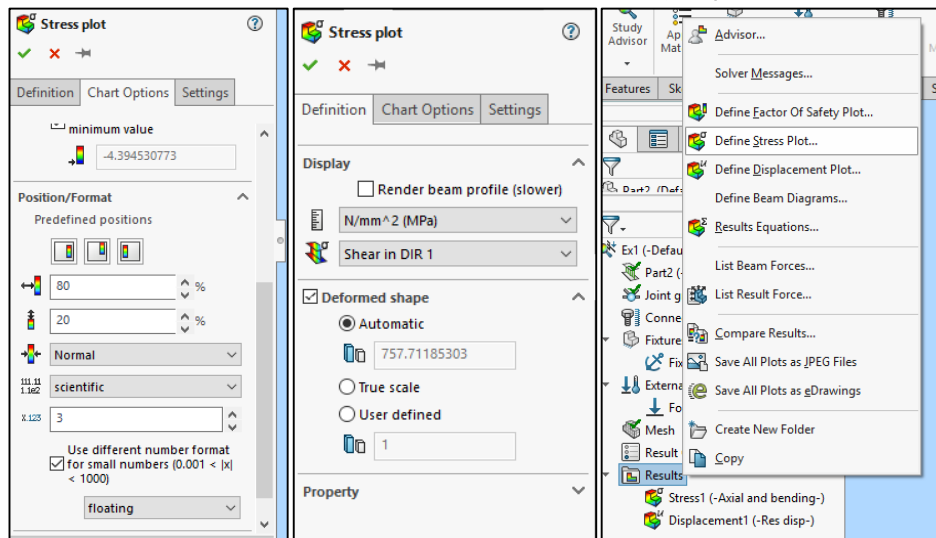 Stress plot
Definition Chart Options Settings
minimum value
-4.394530773
Position/Format
Predefined positions
80 %
20 %
Normal
111.11
1.1e2
scientific
X.123
3
Use different number format
for small numbers (0.001 < |x|
< 1000)
floating
Stress plot
Definition Chart Options Settings
Display
Render beam profile (slower)
N/mm^2 (MPa)
Shear in DIR 1
Deformed shape
Automatic
757.71185303
True scale
User defined
1
Property
Study
Advisor
Ap
Mat
Features Sk
Part2 (Defa
Ex1 (-Defau
Part2 (-
Joint g
Conne
Fixture
Fix
Externa
Fo
Mesh
Result
Results
Stress1 (-Axial and bending-)
Displacement1 (-Res disp-)
Advisor...
Solver Messages...
Define Factor Of Safety Plot...
Define Stress Plot...
Define Displacement Plot...
Define Beam Diagrams...
Results Equations...
List Beam Forces...
List Result Force...
Compare Results...
Save All Plots as JPEG Files
Save All Plots as eDrawings
Create New Folder
Copy